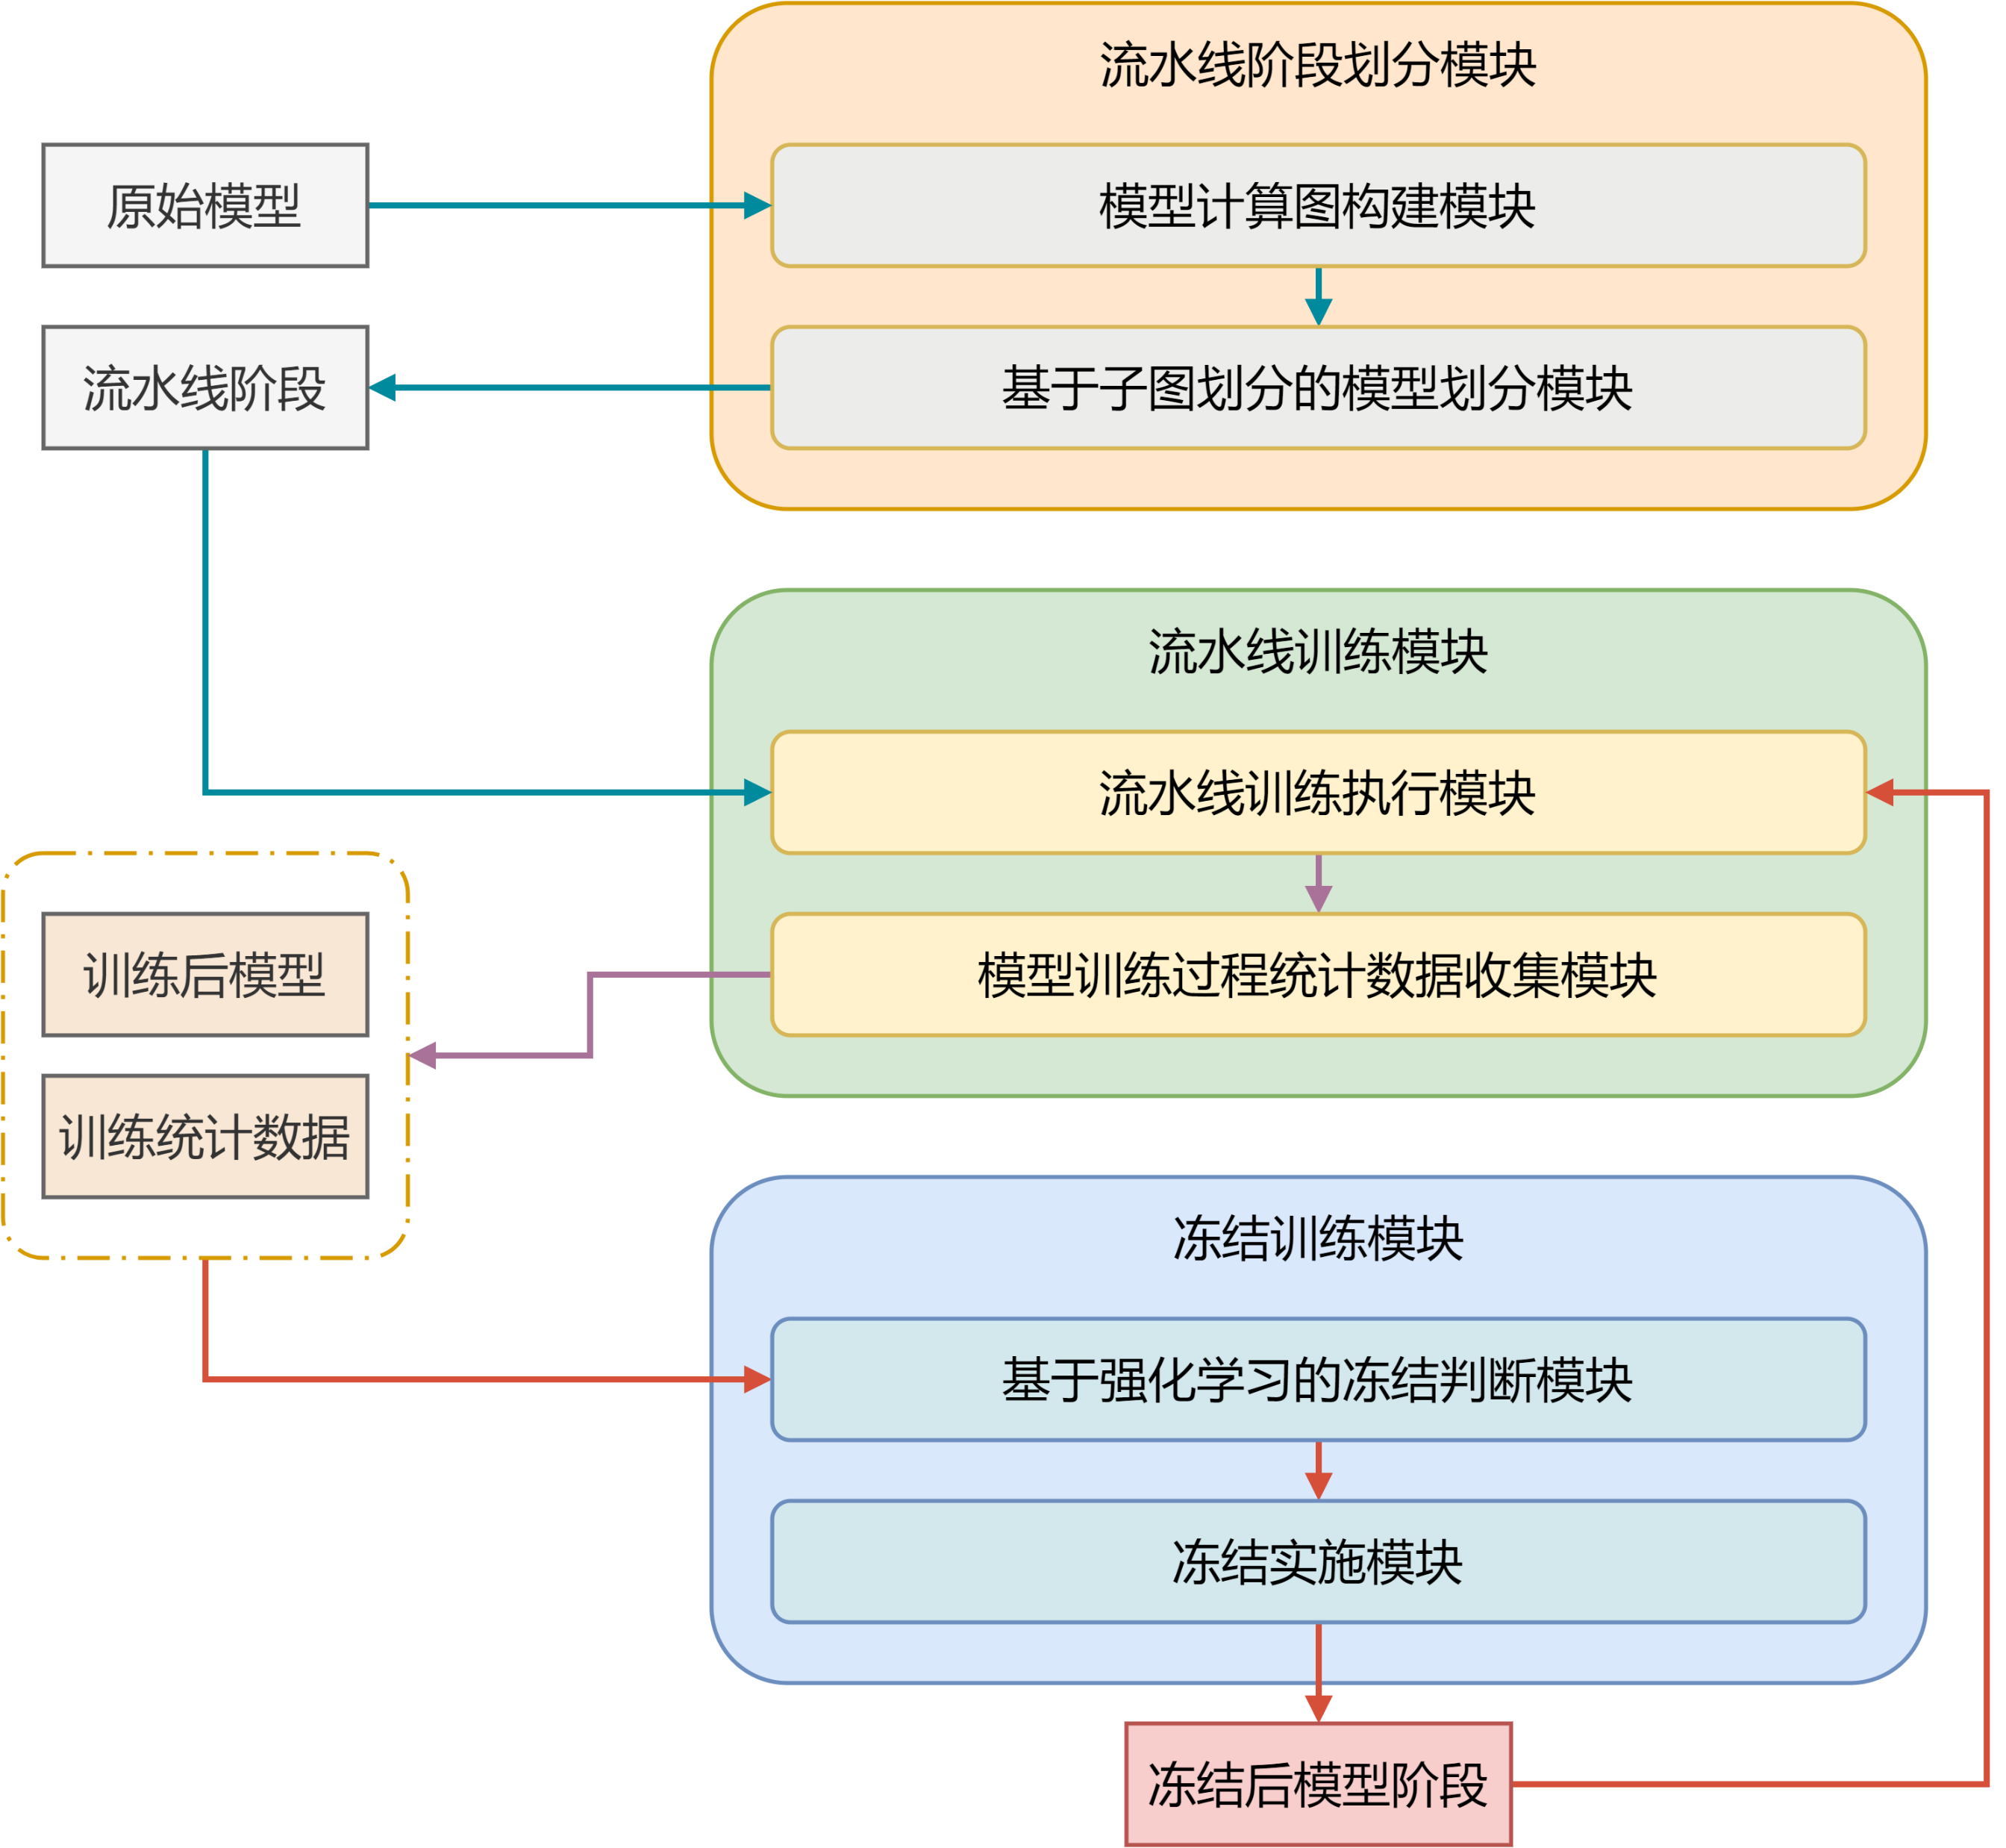 流水线阶段划分模块
原始模型
模型计算图构建模块
流水线阶段
基于子图划分的模型划分模块
流水线训练模块
流水线训练执行模块
训练后模型
模型训练过程统计数据收集模块
训练统计数据
冻结训练模块
基于强化学习的冻结判断模块
冻结实施模块
冻结后模型阶段